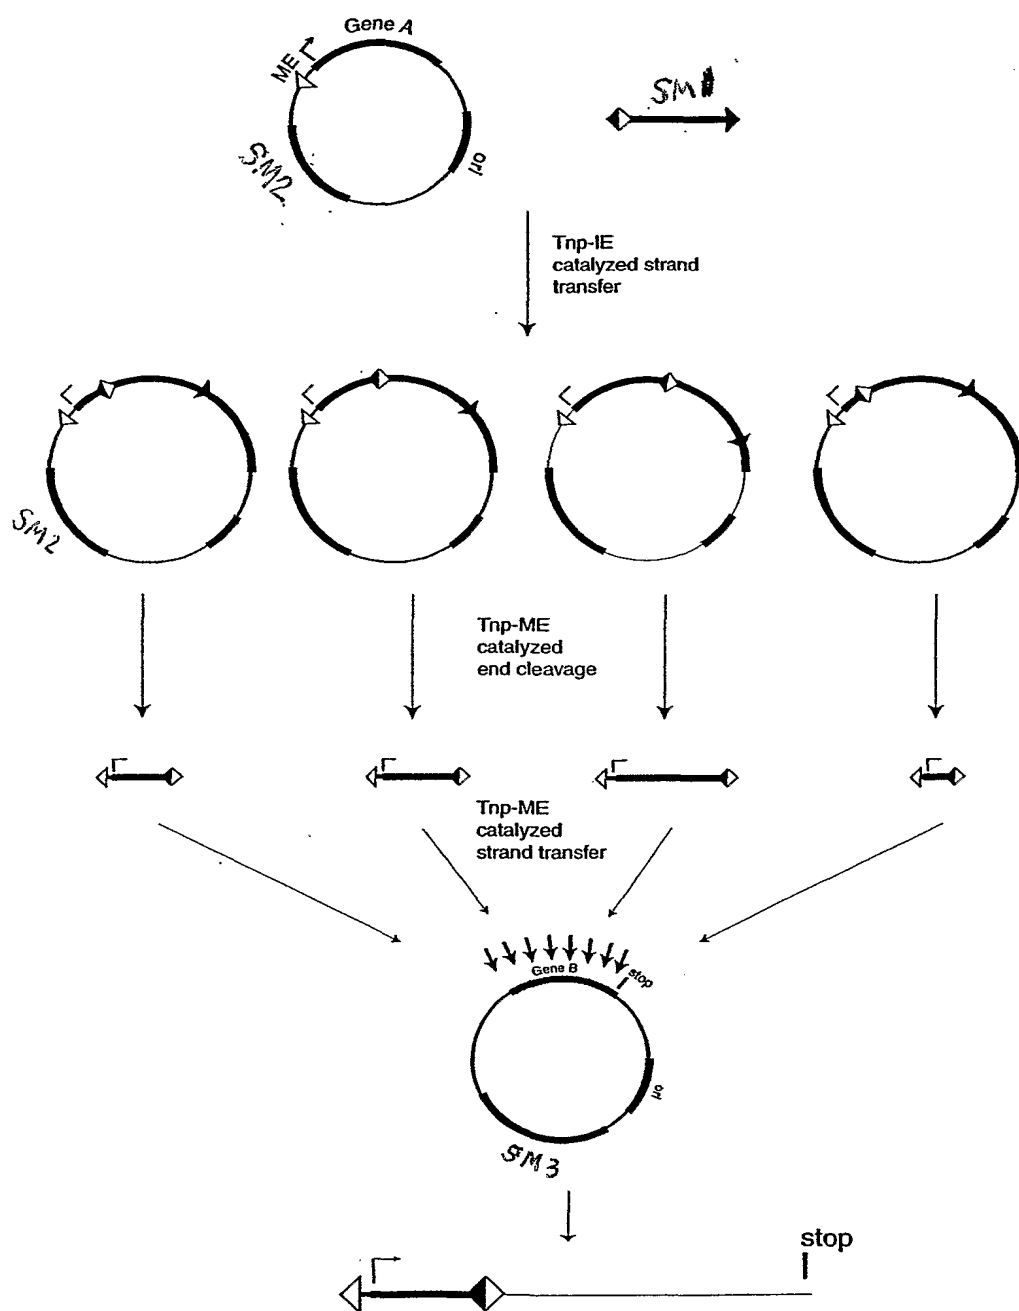 Gene A
ME
SM1
SM2
ori
Tnp-IE
catalyzed strand
transfer
SM2
Tnp-ME
catalyzed
end cleavage
Tnp-ME
catalyzed
strand transfer
Gene B
stop
ori
SM3
stop